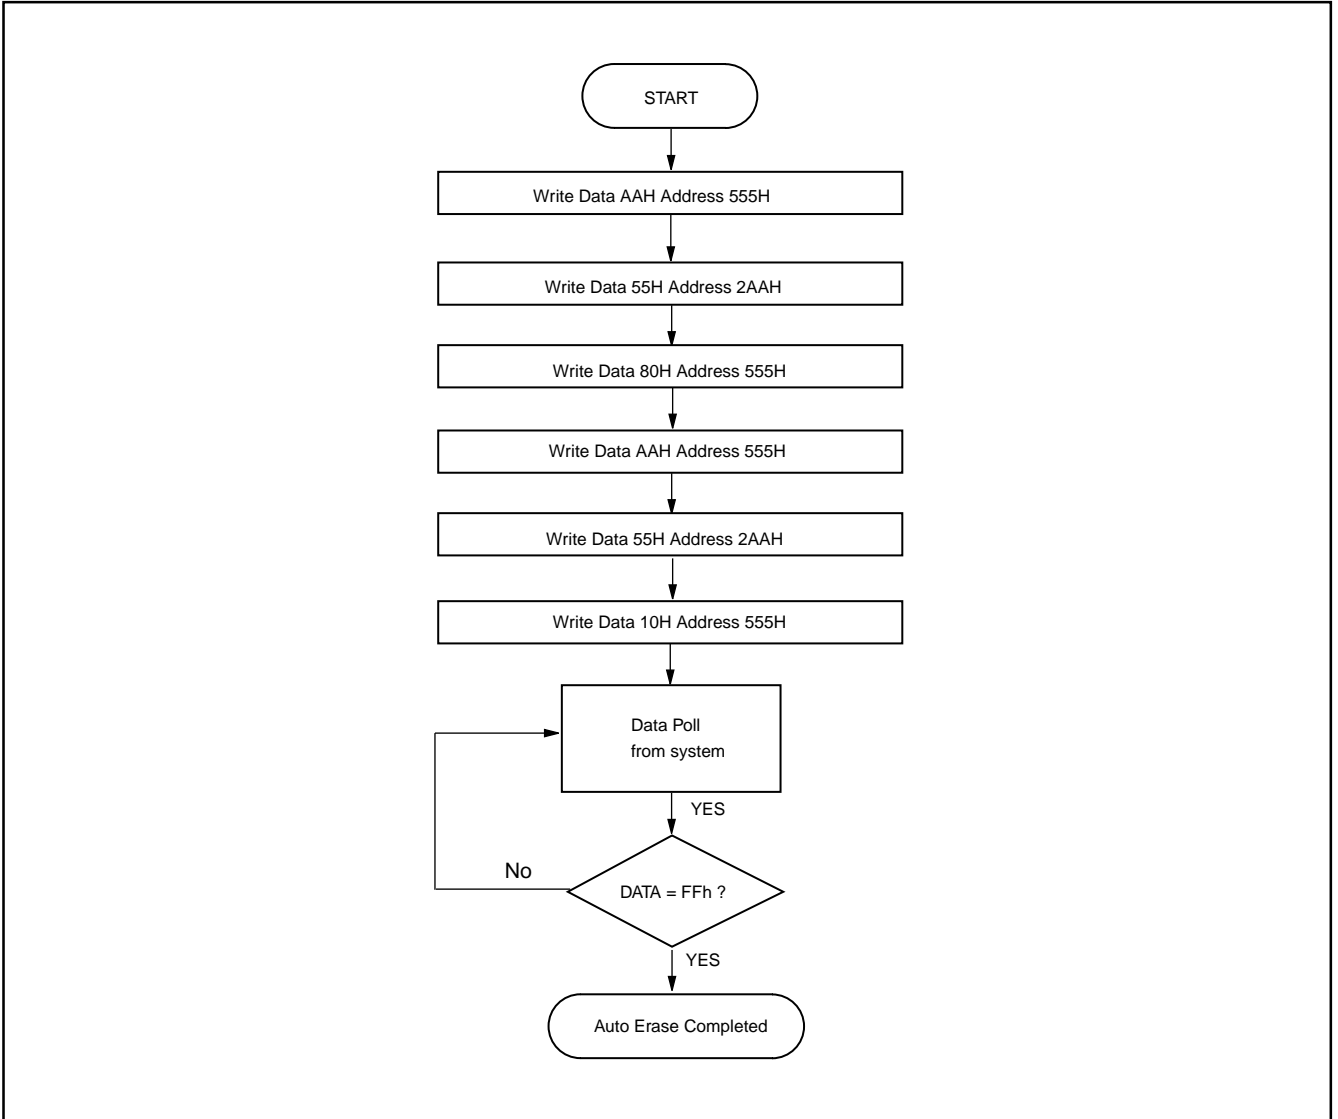 START
Write Data AAH Address 555H
Write Data 55H Address 2AAH
Write Data 80H Address 555H
Write Data AAH Address 555H
Write Data 55H Address 2AAH
Write Data 10H Address 555H
Data Poll
from system
YES
No
DATA = FFh ?
YES
Auto Erase Completed